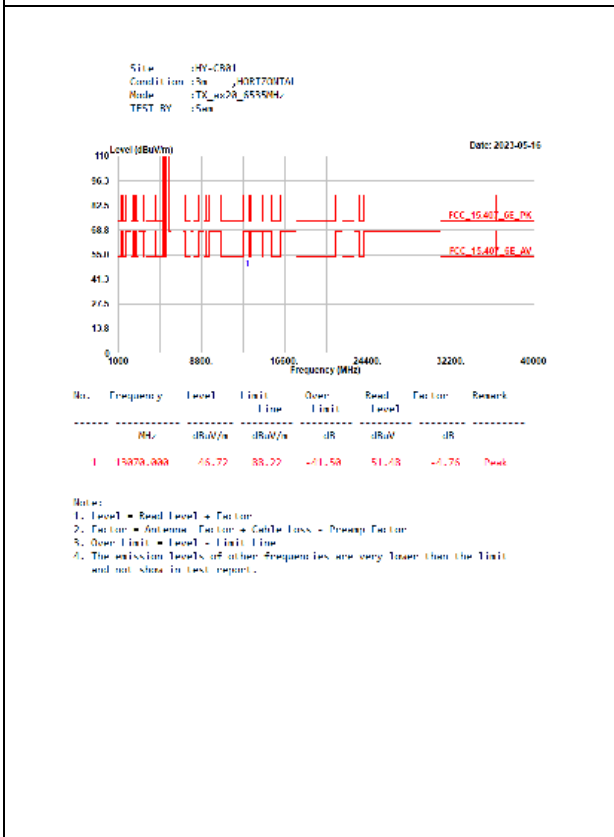 Site :HY-CB01
Condition :3m ,HORIZONTAL
Mode :TX_ax20_6535MHz
TEST BY :Sam
Level (dBuV/m)
Date: 2023-05-16
110
96.3
82.5
FCC_15.407_6E_PK
68.8
55.0
FCC_15.407_6E_AV
1
41.3
27.5
13.8
0
1000 8800. 16600. 24400. 32200. 40000
Frequency (MHz)
No. Frequency Level Limit Over Read Factor Remark
Line Limit Level
------ ----------- --------- --------- --------- --------- --------- ---------
MHz dBuV/m dBuV/m dB dBuV dB
1 13070.000 46.72 88.22 -41.50 51.48 -4.76 Peak
Note:
1. Level = Read Level + Factor
2. Factor = Antenna Factor + Cable Loss - Preamp Factor
3. Over Limit = Level - Limit Line
4. The emission levels of other frequencies are very lower than the limit
and not show in test report.